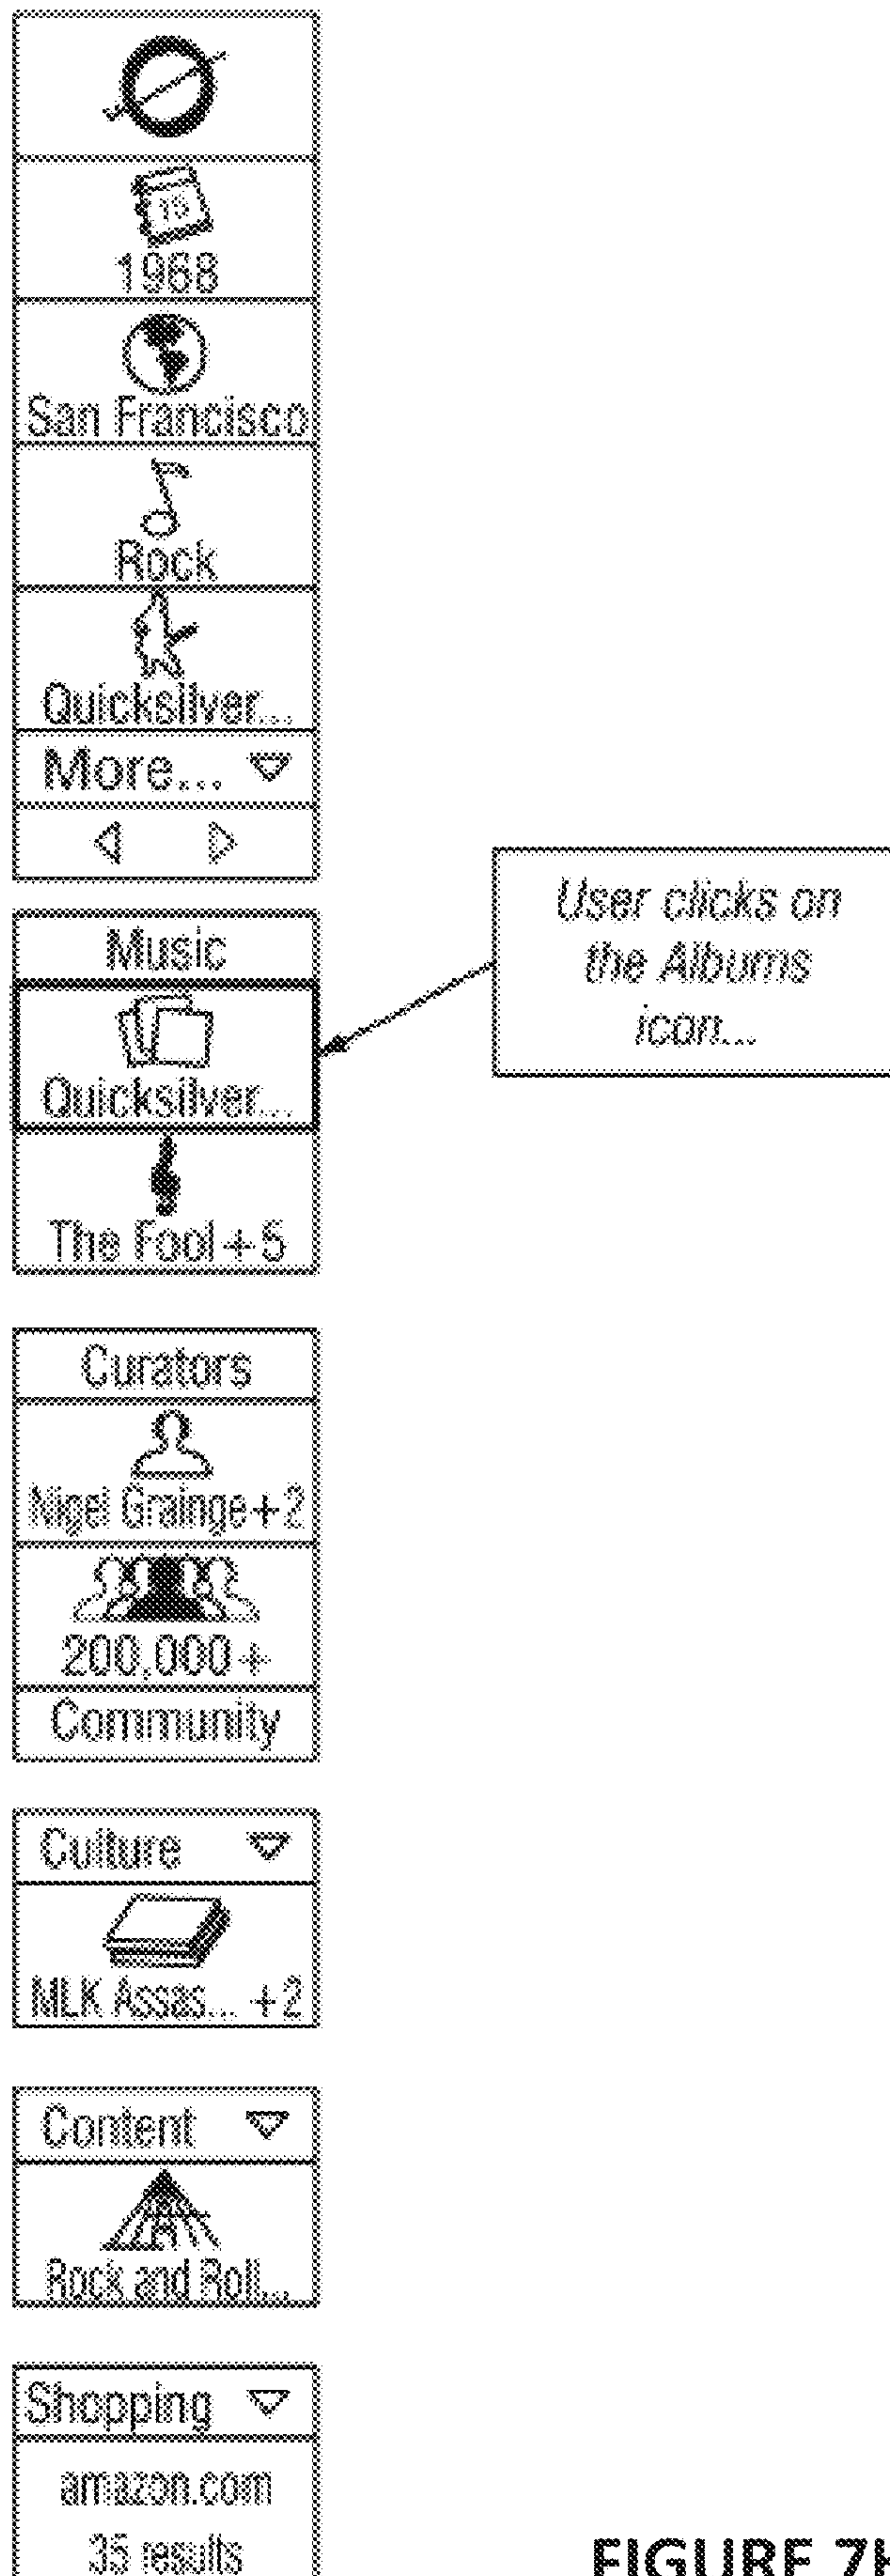 19
1968
San Francisco
Rock
Quicksilver...
More...
Music
Quicksilver...
The Fool +5
User clicks on
the Albums
icon...
Curators
Nigel Grainge +2
200,000 +
Community
Culture
MLK Assas... +2
Content
Rock and Roll...
Shopping
amazon.com
35 results
FIGURE